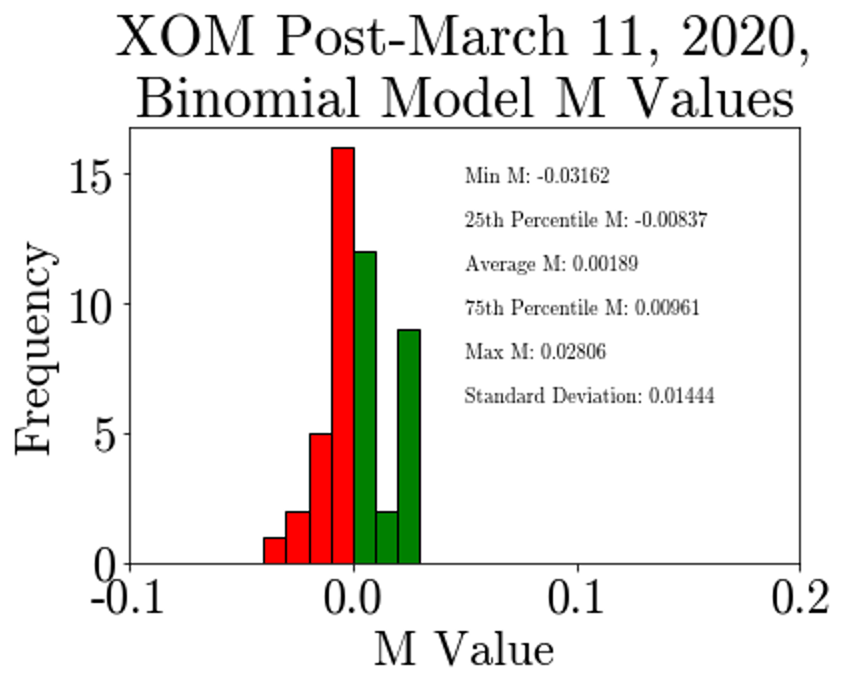 XOM Post-March 11, 2020,
Binomial Model M Values
15
10
5
0
Frequency
Min M: -0.03162
25th Percentile M: -0.00837
Average M: 0.00189
75th Percentile M: 0.00961
Max M: 0.02806
Standard Deviation: 0.01444
-0.1 0.0 0.1 0.2
M Value